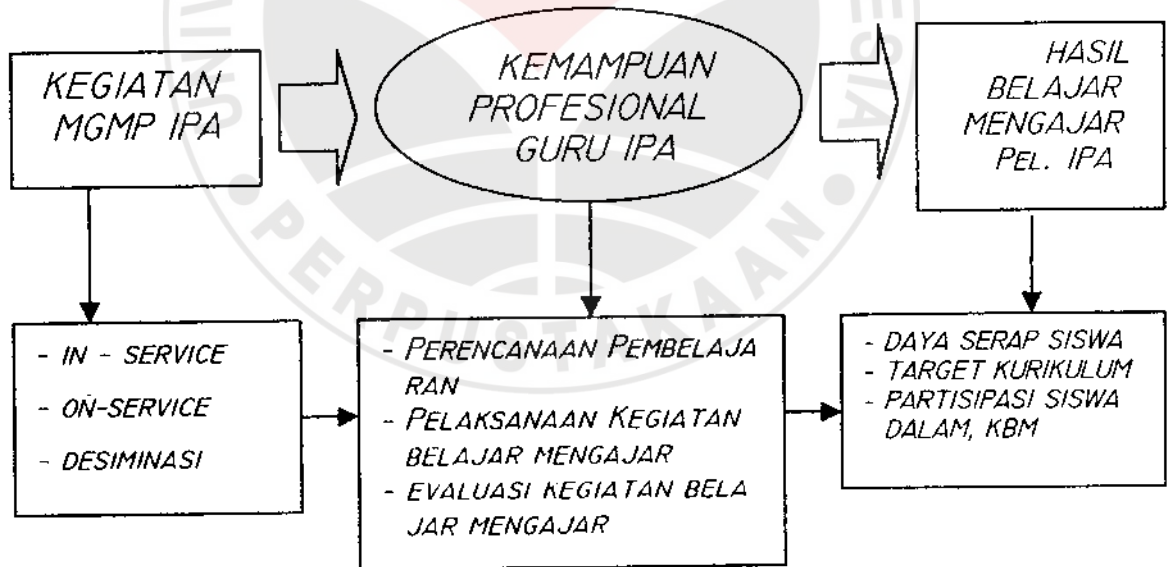 KEGIATAN
MGMP IPA
KEMAMPUAN
PROFESIONAL
GURU IPA
HASIL
BELAJAR
MENGAJAR
PEL. IPA
- IN - SERVICE
- ON-SERVICE
- DESIMINASI
- PERENCANAAN PEMBELAJA
RAN
- PELAKSANAAN KEGIATAN
BELAJAR MENGAJAR
- EVALUASI KEGIATAN BELA
JAR MENGAJAR
- DAYA SERAP SISWA
- TARGET KURIKULUM
- PARTISIPASI SISWA
DALAM, KBM
PERPUSTAKAAN